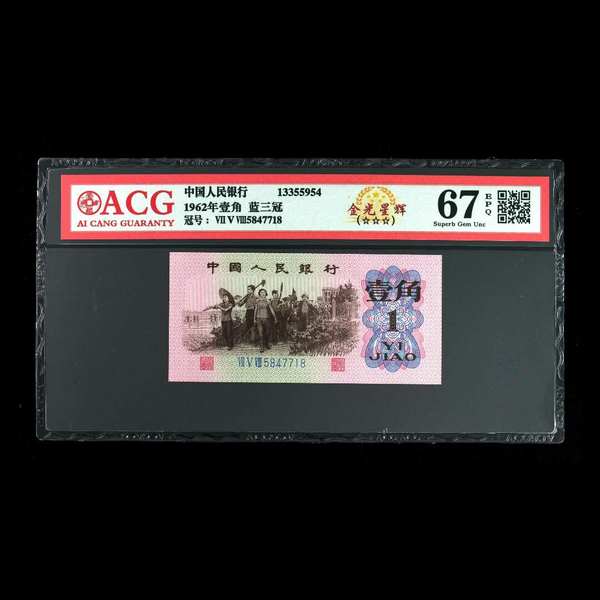 ACG
AI CANG GUARANTY
中国人民银行 13355954
1962年壹角 蓝三冠
冠号：Ⅶ Ⅴ Ⅷ5847718
金光星辉
(☆☆☆)
67 EPQ
Superb Gem Unc
中國人民銀行
壹角
1
YI
JIAO
Ⅶ Ⅴ Ⅷ 5847718